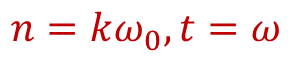 n = kω₀, t = ω